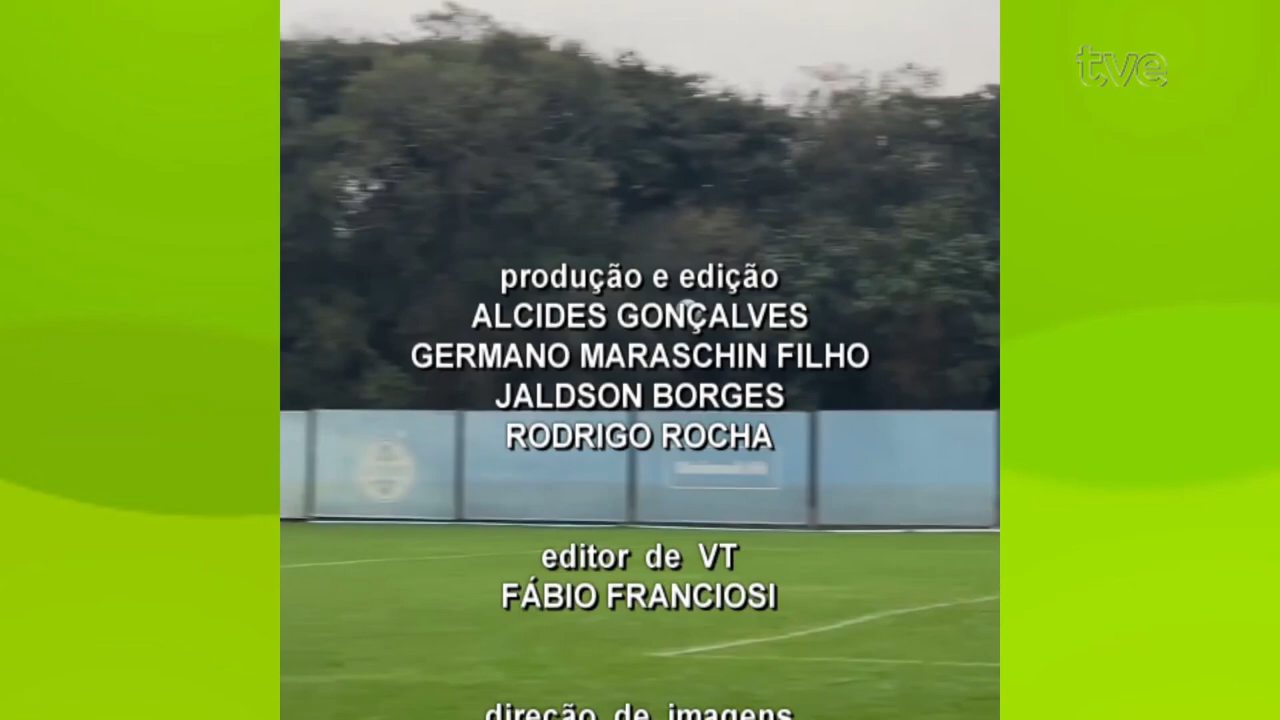 tve
produção e edição
ALCIDES GONÇALVES
GERMANO MARASCHIN FILHO
JALDSON BORGES
RODRIGO ROCHA
editor de VT
FÁBIO FRANCIOSI
direção de imagens